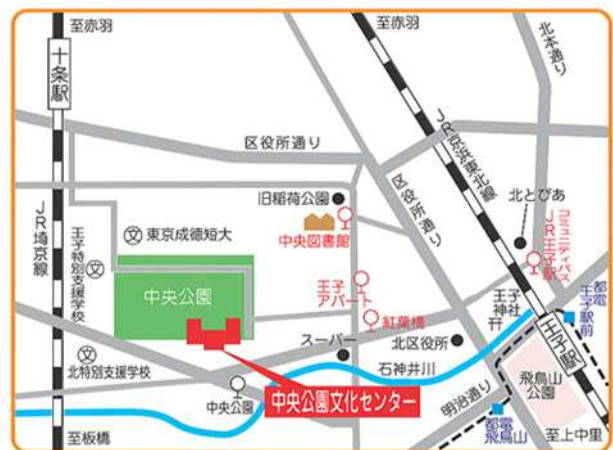 至赤羽
十条駅
JR埼京線
至板橋
至赤羽
JR京浜東北線
王子駅
至上中里
北本通り
区役所通り
区役所通り
旧稲荷公園
中央図書館
北とぴあ
コミュニティバス
JR王子駅
東京成徳短大
文
王子特別支援学校
文
中央公園
王子
アパート
紅葉橋
王子
神社
都電
王子駅前
文
北特別支援学校
スーパー
北区役所
石神井川
飛鳥山
公園
中央公園
中央公園文化センター
明治通り
都電
飛鳥山